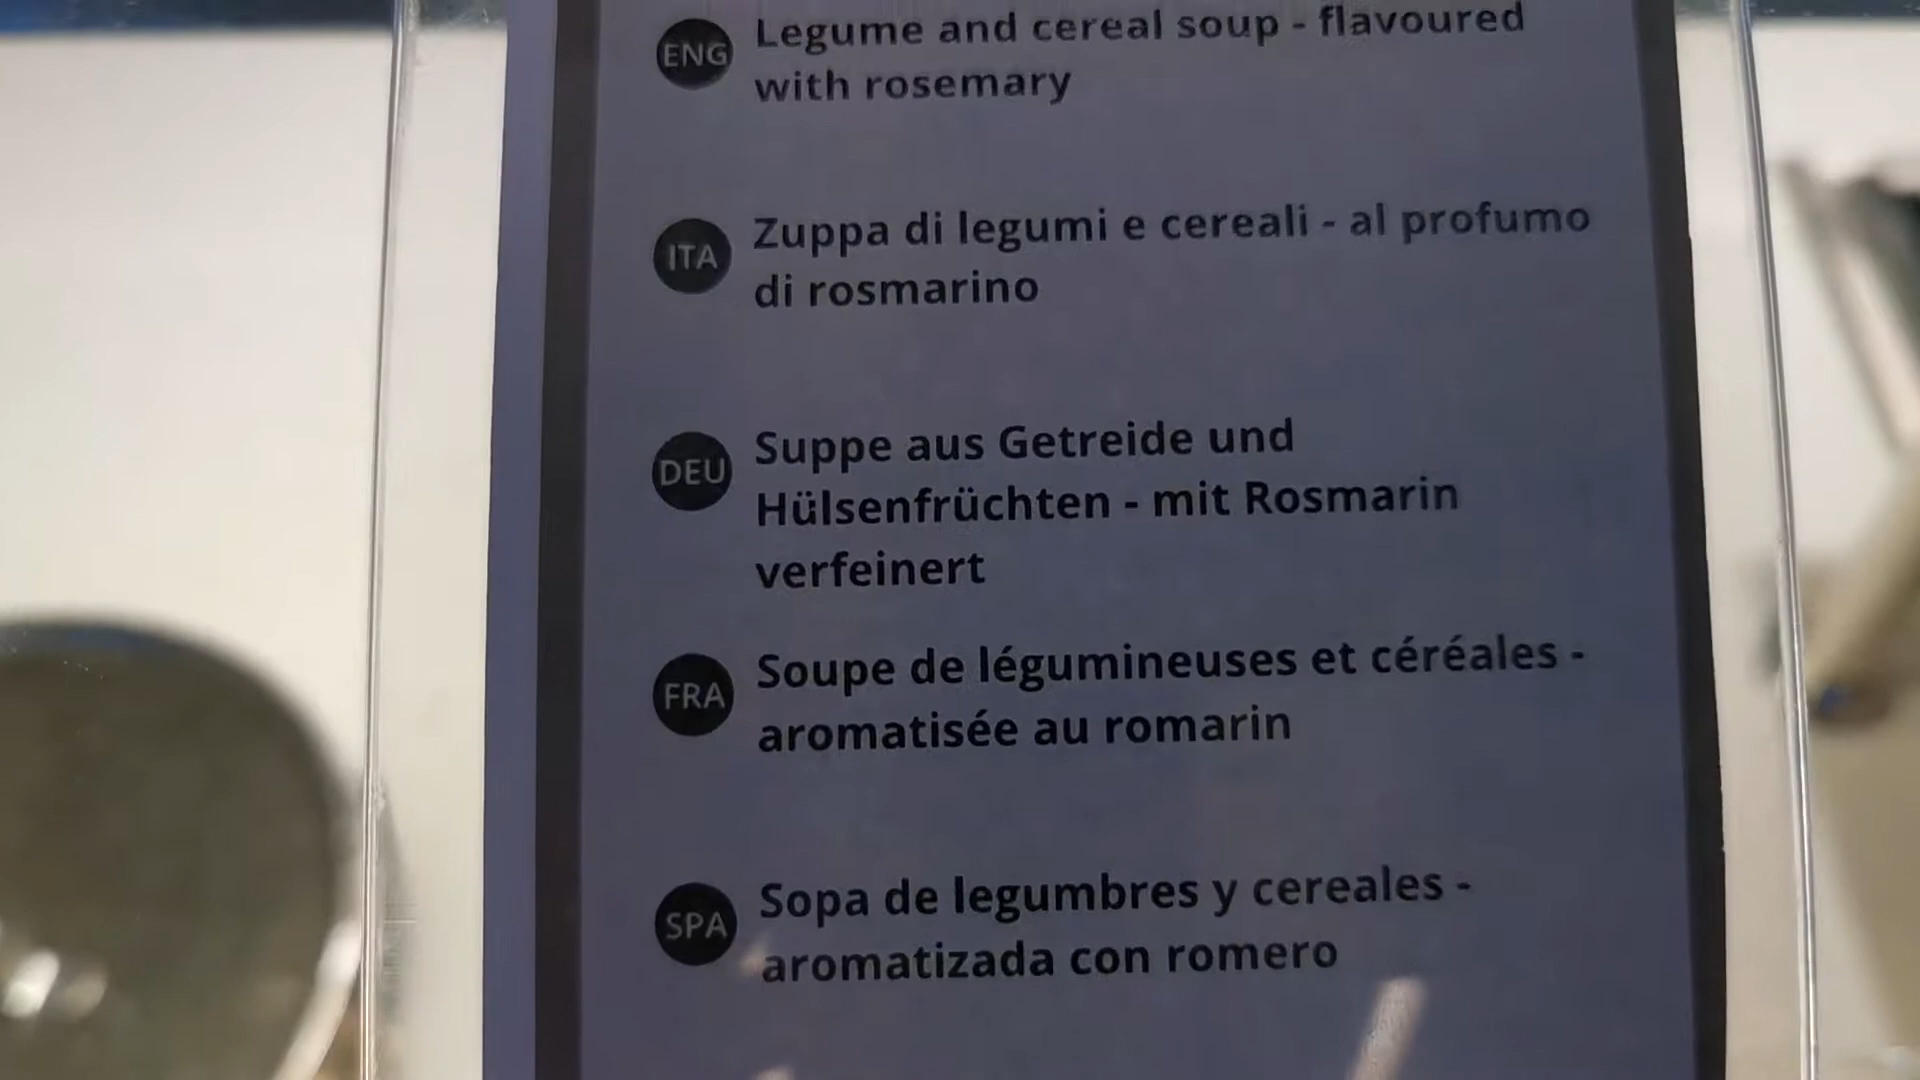 ENG Legume and cereal soup - flavoured
with rosemary
ITA Zuppa di legumi e cereali - al profumo
di rosmarino
DEU Suppe aus Getreide und
Hülsenfrüchten - mit Rosmarin
verfeinert
FRA Soupe de légumineuses et céréales -
aromatisée au romarin
SPA Sopa de legumbres y cereales -
aromatizada con romero